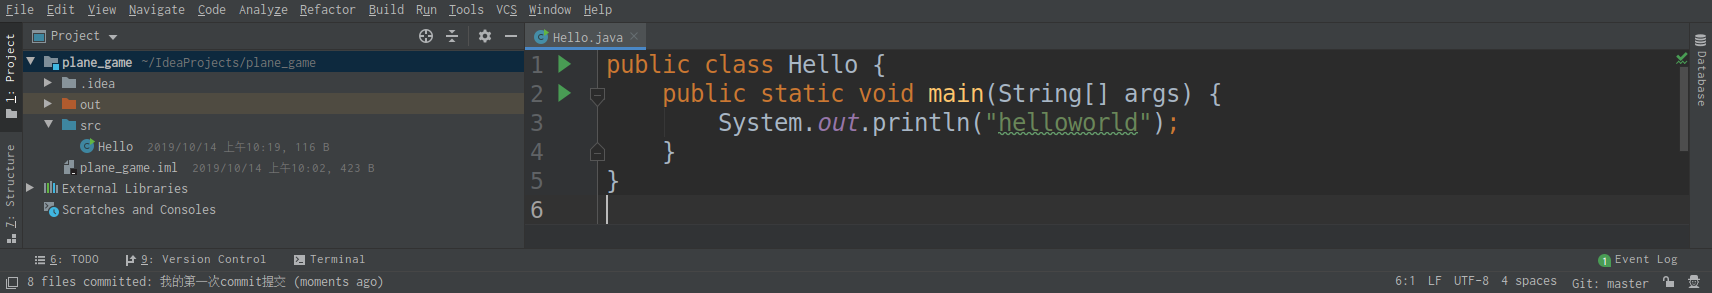 File Edit View Navigate Code Analyze Refactor Build Run Tools VCS Window Help
1: Project
7: Structure
Project
plane_game ~/IdeaProjects/plane_game
.idea
out
src
Hello 2019/10/14 上午10:19, 116 B
plane_game.iml 2019/10/14 上午10:02, 423 B
External Libraries
Scratches and Consoles
Hello.java
1 public class Hello {
2 public static void main(String[] args) {
3 System.out.println("helloworld");
4 }
5 }
6
Database
6: TODO 9: Version Control Terminal
1 Event Log
8 files committed: 我的第一次commit提交 (moments ago)
6:1 LF UTF-8 4 spaces Git: master